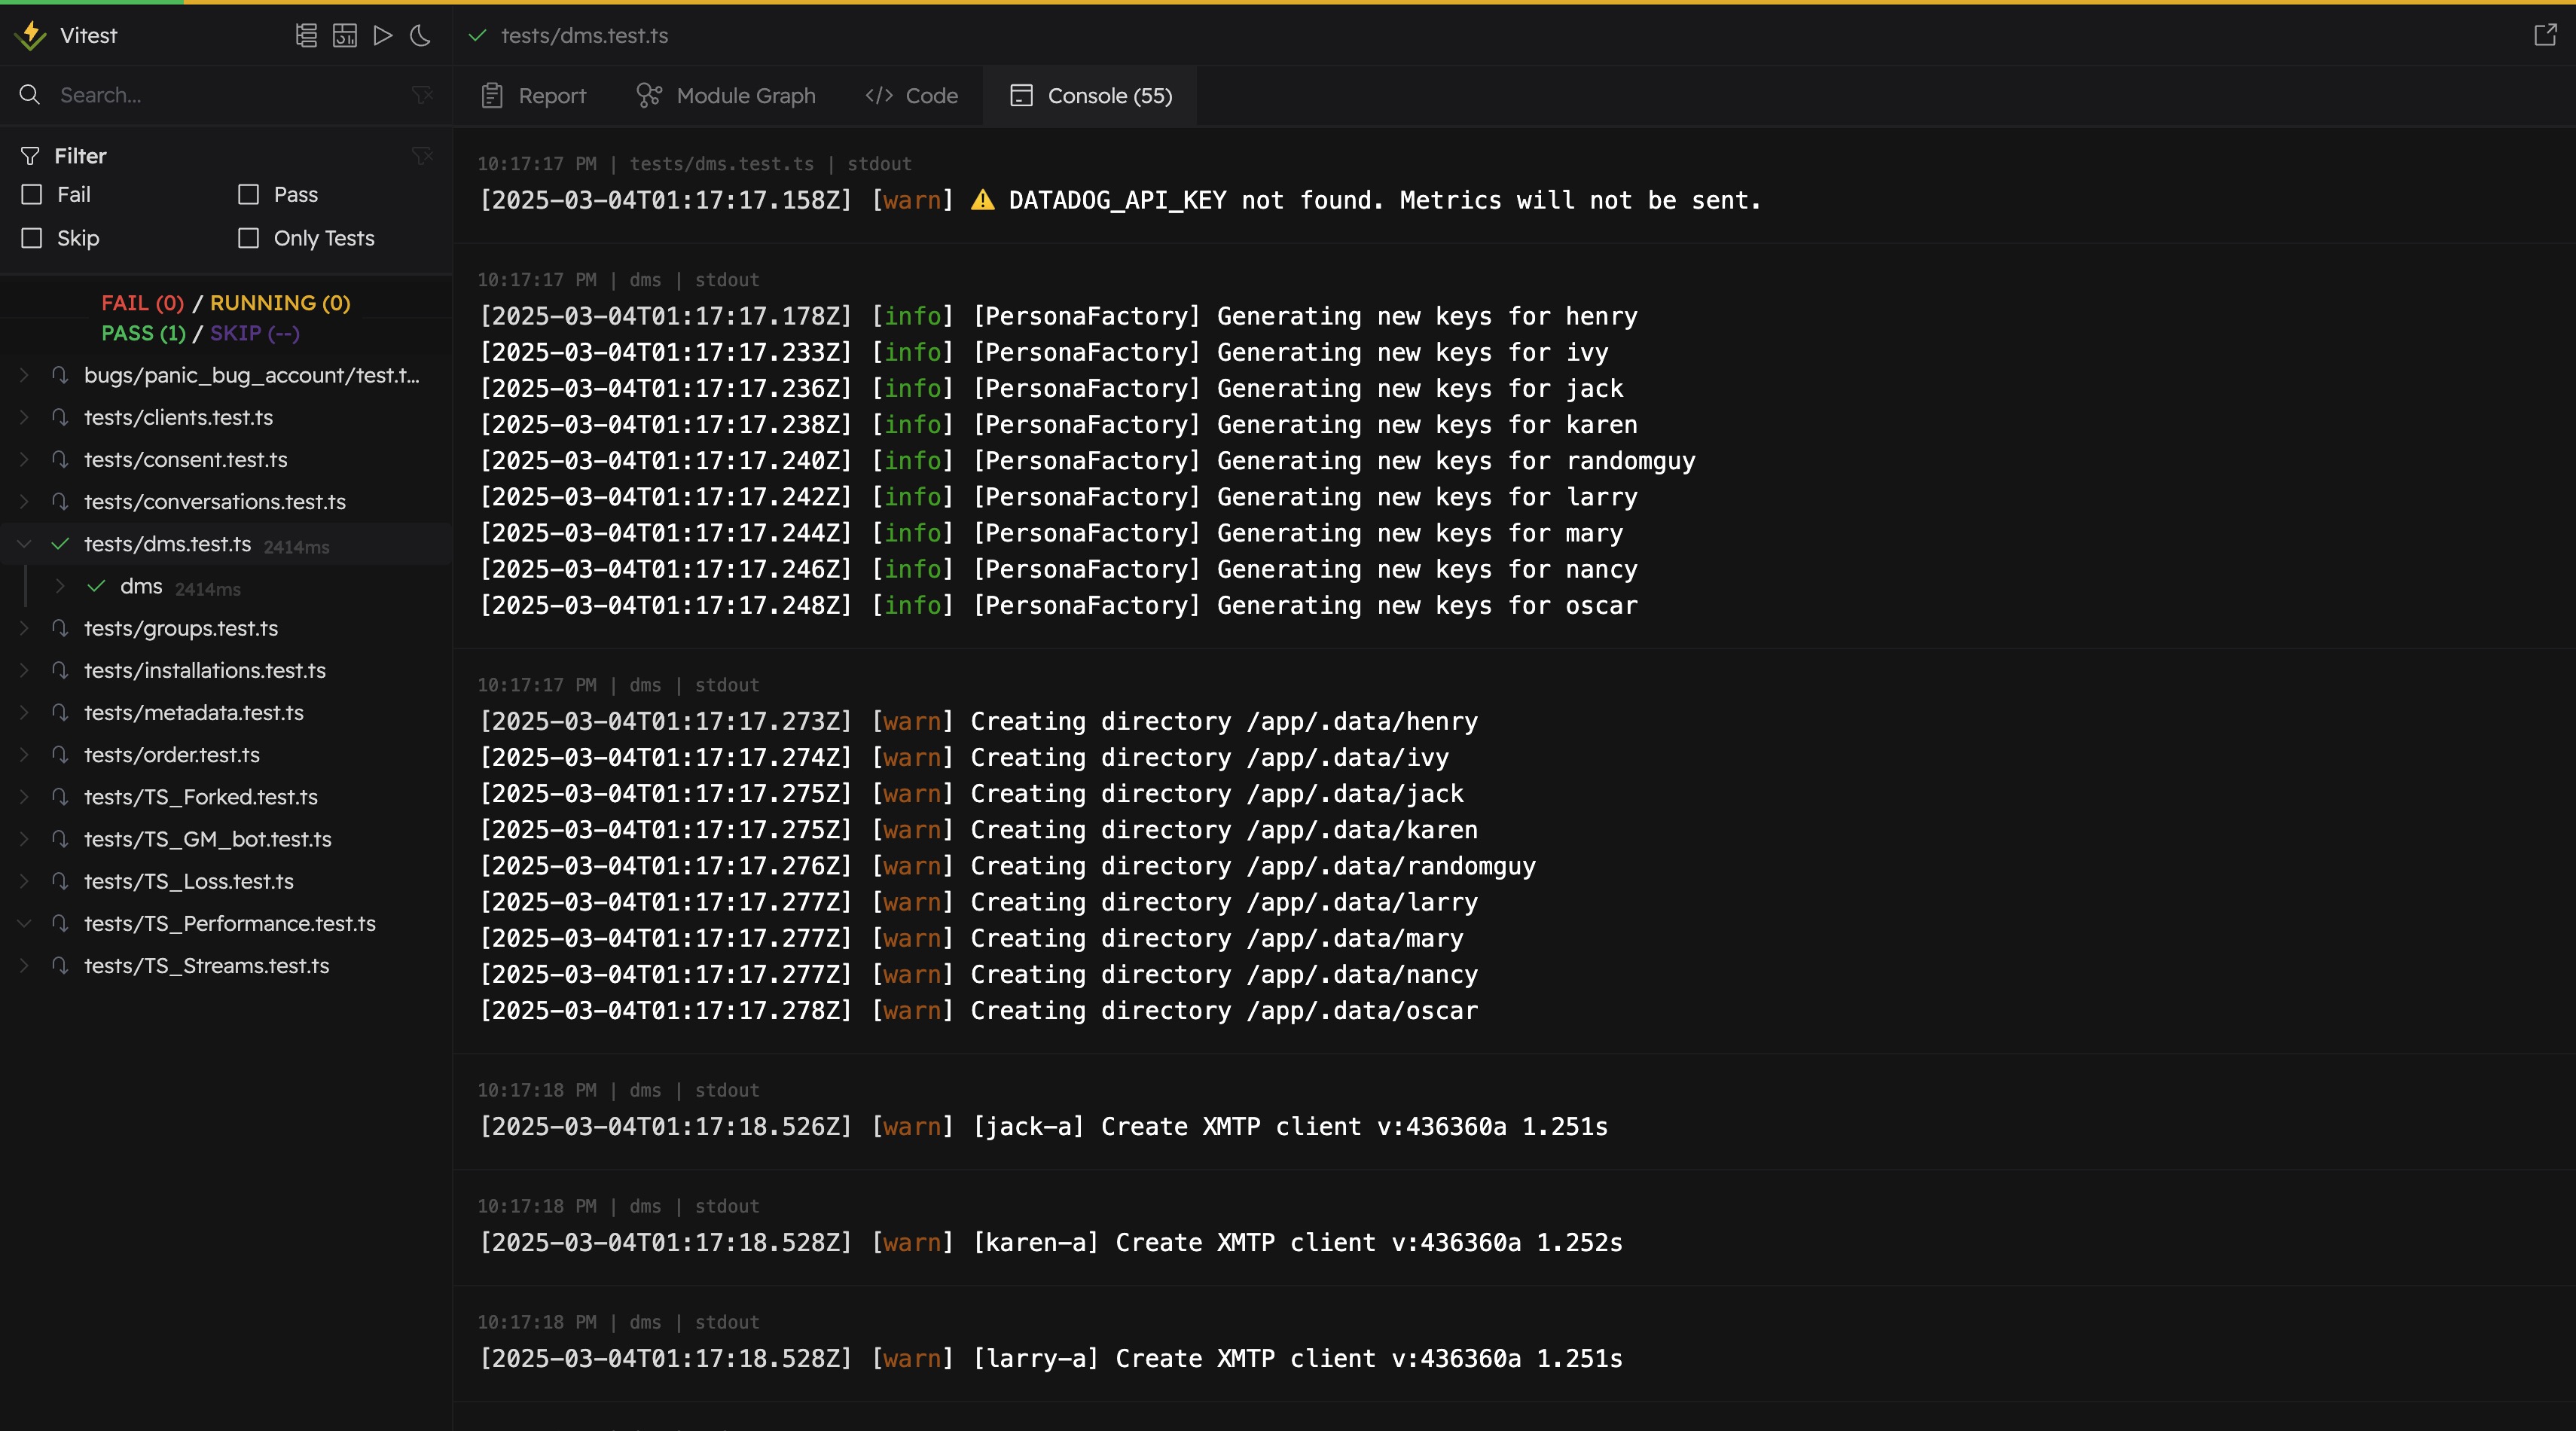 Vitest
Search...
Filter
Fail
Pass
Skip
Only Tests
FAIL (0) / RUNNING (0)
PASS (1) / SKIP (--)
bugs/panic_bug_account/test.t...
tests/clients.test.ts
tests/consent.test.ts
tests/conversations.test.ts
tests/dms.test.ts 2414ms
dms 2414ms
tests/groups.test.ts
tests/installations.test.ts
tests/metadata.test.ts
tests/order.test.ts
tests/TS_Forked.test.ts
tests/TS_GM_bot.test.ts
tests/TS_Loss.test.ts
tests/TS_Performance.test.ts
tests/TS_Streams.test.ts
tests/dms.test.ts
Report
Module Graph
Code
Console (55)
10:17:17 PM | tests/dms.test.ts | stdout
[2025-03-04T01:17:17.158Z] [warn] ⚠️ DATADOG_API_KEY not found. Metrics will not be sent.
10:17:17 PM | dms | stdout
[2025-03-04T01:17:17.178Z] [info] [PersonaFactory] Generating new keys for henry
[2025-03-04T01:17:17.233Z] [info] [PersonaFactory] Generating new keys for ivy
[2025-03-04T01:17:17.236Z] [info] [PersonaFactory] Generating new keys for jack
[2025-03-04T01:17:17.238Z] [info] [PersonaFactory] Generating new keys for karen
[2025-03-04T01:17:17.240Z] [info] [PersonaFactory] Generating new keys for randomguy
[2025-03-04T01:17:17.242Z] [info] [PersonaFactory] Generating new keys for larry
[2025-03-04T01:17:17.244Z] [info] [PersonaFactory] Generating new keys for mary
[2025-03-04T01:17:17.246Z] [info] [PersonaFactory] Generating new keys for nancy
[2025-03-04T01:17:17.248Z] [info] [PersonaFactory] Generating new keys for oscar
10:17:17 PM | dms | stdout
[2025-03-04T01:17:17.273Z] [warn] Creating directory /app/.data/henry
[2025-03-04T01:17:17.274Z] [warn] Creating directory /app/.data/ivy
[2025-03-04T01:17:17.275Z] [warn] Creating directory /app/.data/jack
[2025-03-04T01:17:17.275Z] [warn] Creating directory /app/.data/karen
[2025-03-04T01:17:17.276Z] [warn] Creating directory /app/.data/randomguy
[2025-03-04T01:17:17.277Z] [warn] Creating directory /app/.data/larry
[2025-03-04T01:17:17.277Z] [warn] Creating directory /app/.data/mary
[2025-03-04T01:17:17.277Z] [warn] Creating directory /app/.data/nancy
[2025-03-04T01:17:17.278Z] [warn] Creating directory /app/.data/oscar
10:17:18 PM | dms | stdout
[2025-03-04T01:17:18.526Z] [warn] [jack-a] Create XMTP client v:436360a 1.251s
10:17:18 PM | dms | stdout
[2025-03-04T01:17:18.528Z] [warn] [karen-a] Create XMTP client v:436360a 1.252s
10:17:18 PM | dms | stdout
[2025-03-04T01:17:18.528Z] [warn] [larry-a] Create XMTP client v:436360a 1.251s